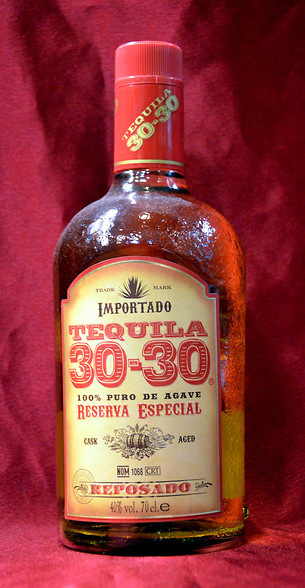 TEQUILA
30-30
TRADE MARK
IMPORTADO
TEQUILA
30-30®
100% PURO DE AGAVE
RESERVA ESPECIAL
CASK AGED
NOM 1068 CRT
REPOSADO
40% vol. 70 cl. e